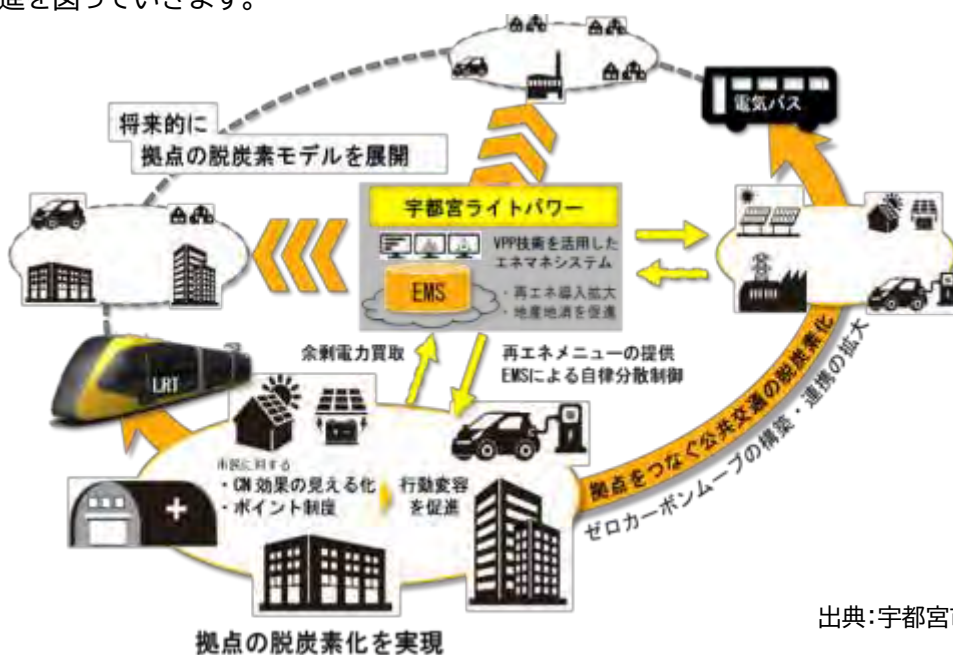 進を図っていきます。
電気バス
将来的に
拠点の脱炭素モデルを展開
宇都宮ライトパワー
VPP技術を活用した
エネマネシステム
EMS
・再エネ導入拡大
・地産地消を促進
余剰電力買取
再エネメニューの提供
EMSによる自律分散制御
LRT
市民に対する
・CN効果の見える化
・ポイント制度
行動変容
を促進
拠点をつなぐ公共交通の脱炭素化
ゼロカーボンムーブの構築・連携の拡大
拠点の脱炭素化を実現
出典：宇都宮市